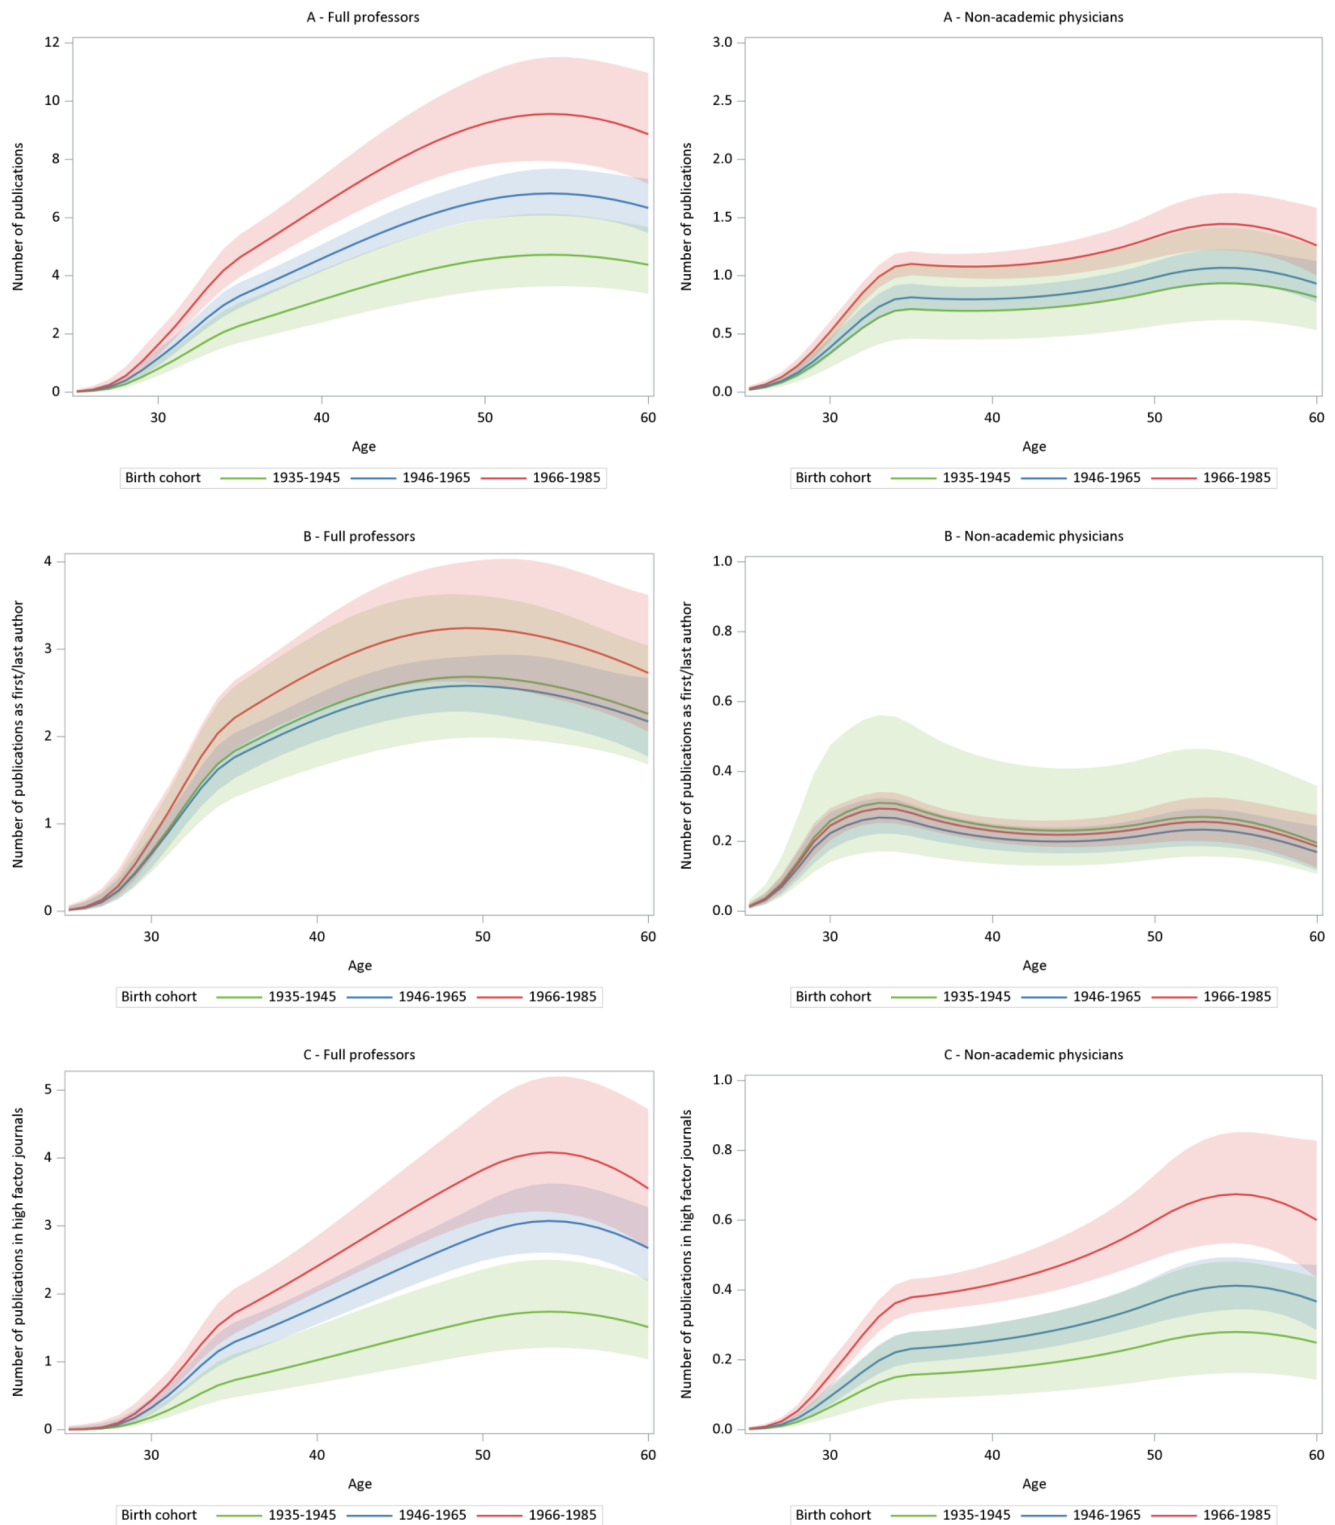 A - Full professors
Number of publications
12
10
8
6
4
2
0
30 40 50 60
Age
Birth cohort 1935-1945 1946-1965 1966-1985
A - Non-academic physicians
Number of publications
3.0
2.5
2.0
1.5
1.0
0.5
0.0
30 40 50 60
Age
Birth cohort 1935-1945 1946-1965 1966-1985
B - Full professors
Number of publications as first/last author
4
3
2
1
0
30 40 50 60
Age
Birth cohort 1935-1945 1946-1965 1966-1985
B - Non-academic physicians
Number of publications as first/last author
1.0
0.8
0.6
0.4
0.2
0.0
30 40 50 60
Age
Birth cohort 1935-1945 1946-1965 1966-1985
C - Full professors
Number of publications in high factor journals
5
4
3
2
1
0
30 40 50 60
Age
Birth cohort 1935-1945 1946-1965 1966-1985
C - Non-academic physicians
Number of publications in high factor journals
1.0
0.8
0.6
0.4
0.2
0.0
30 40 50 60
Age
Birth cohort 1935-1945 1946-1965 1966-1985